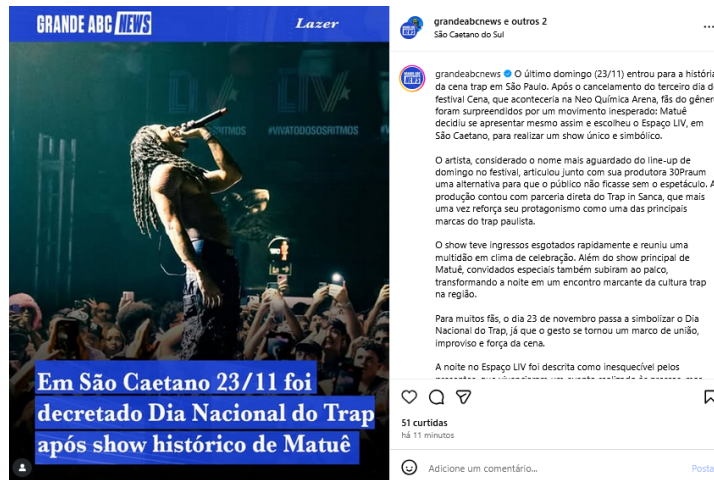 GRANDE ABC NEWS
Lazer
LIV
RITMOS
#VIVATODOSOSRITMOS
Em São Caetano 23/11 foi
decretado Dia Nacional do Trap
após show histórico de Matuê
grandeabcnews e outros 2
São Caetano do Sul
grandeabcnews O último domingo (23/11) entrou para a história
da cena trap em São Paulo. Após o cancelamento do terceiro dia d
festival Cena, que aconteceria na Neo Química Arena, fãs do gêner
foram surpreendidos por um movimento inesperado: Matuê
decidiu se apresentar mesmo assim e escolheu o Espaço LIV, em
São Caetano, para realizar um show único e simbólico.
O artista, considerado o nome mais aguardado do line-up de
domingo no festival, articulou junto com sua produtora 30Praum
uma alternativa para que o público não ficasse sem o espetáculo. A
produção contou com parceria direta do Trap in Sanca, que mais
uma vez reforça seu protagonismo como uma das principais
marcas do trap paulista.
O show teve ingressos esgotados rapidamente e reuniu uma
multidão em clima de celebração. Além do show principal de
Matuê, convidados especiais também subiram ao palco,
transformando a noite em um encontro marcante da cultura trap
na região.
Para muitos fãs, o dia 23 de novembro passa a simbolizar o Dia
Nacional do Trap, já que o gesto se tornou um marco de união,
improviso e força da cena.
A noite no Espaço LIV foi descrita como inesquecível pelos
51 curtidas
há 11 minutos
Adicione um comentário...
Posta